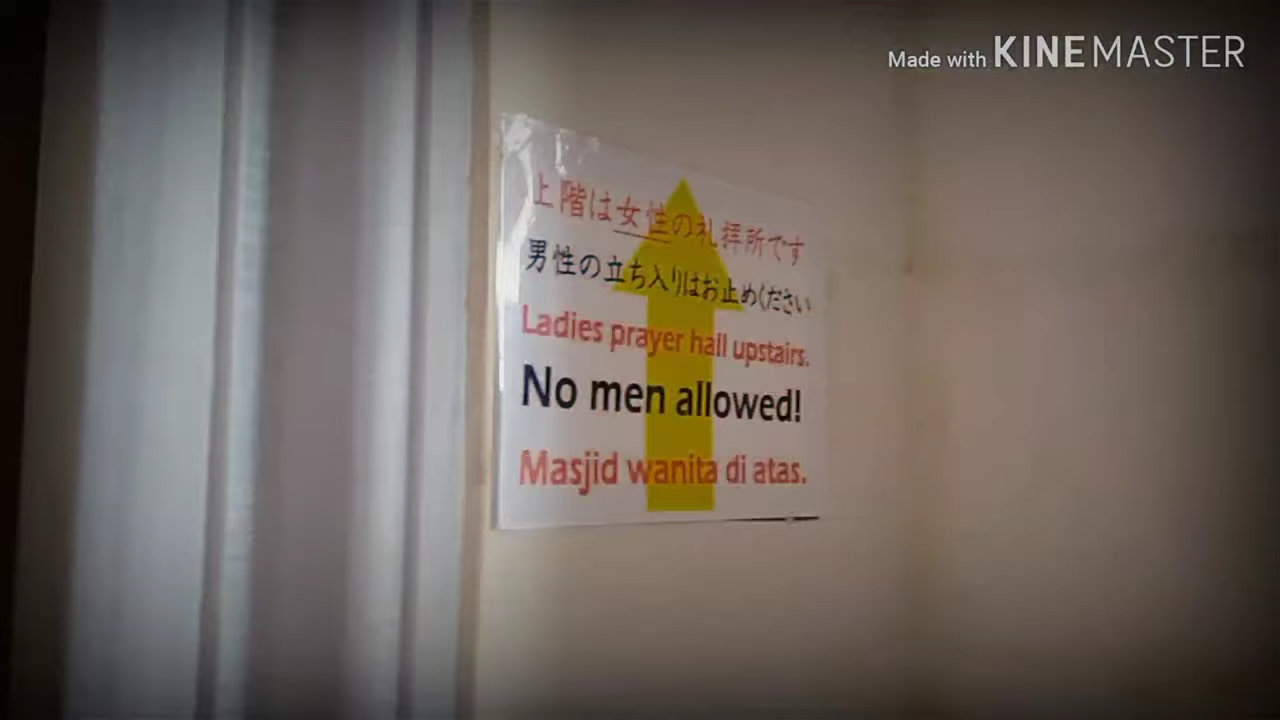 Made with KINEMASTER
上階は女性の礼拝所です
男性の立ち入りはお止めください
Ladies prayer hall upstairs.
No men allowed!
Masjid wanita di atas.